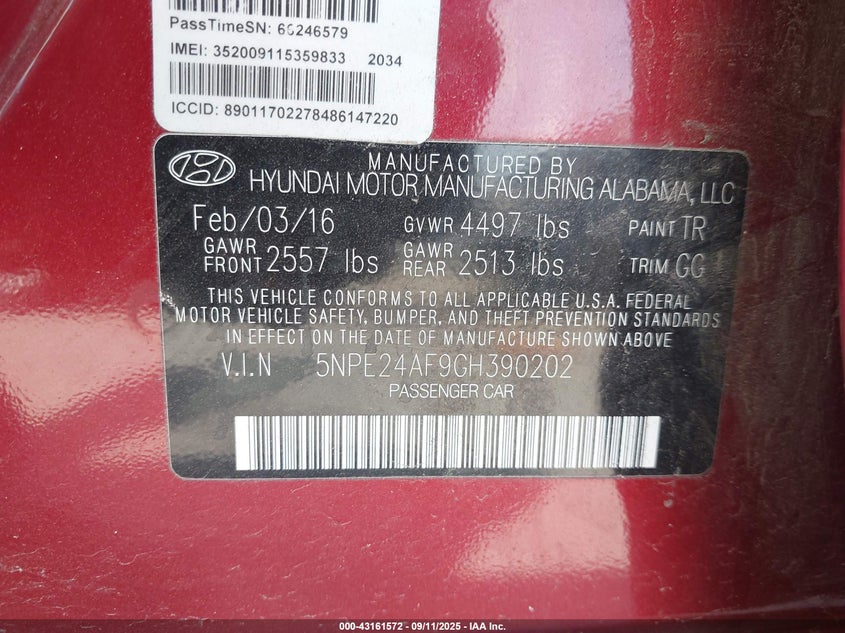 PassTimeSN: 66246579
IMEI: 352009115359833 2034
ICCID: 89011702278486147220
MANUFACTURED BY
HYUNDAI MOTOR MANUFACTURING ALABAMA, LLC
Feb/03/16 GVWR 4497 lbs PAINT TR
GAWR FRONT 2557 lbs GAWR REAR 2513 lbs TRIM GG
THIS VEHICLE CONFORMS TO ALL APPLICABLE U.S.A. FEDERAL
MOTOR VEHICLE SAFETY, BUMPER, AND THEFT PREVENTION STANDARDS
IN EFFECT ON THE DATE OF MANUFACTURE SHOWN ABOVE
V.I.N 5NPE24AF9GH390202
PASSENGER CAR
000-43161572 - 09/11/2025 - IAA Inc.